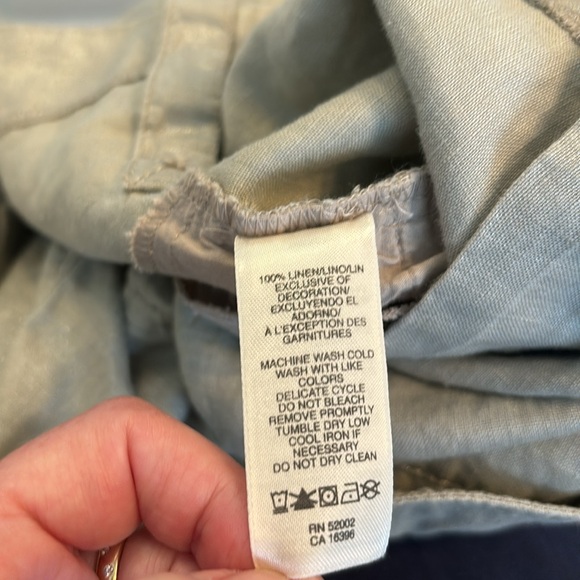 100% LINEN/LINO/LIN
EXCLUSIVE OF
DECORATION/
EXCLUYENDO EL
ADORNO/
À L'EXCEPTION DES
GARNITURES
MACHINE WASH COLD
WASH WITH LIKE
COLORS
DELICATE CYCLE
DO NOT BLEACH
REMOVE PROMPTLY
TUMBLE DRY LOW
COOL IRON IF
NECESSARY
DO NOT DRY CLEAN
RN 52002
CA 16396